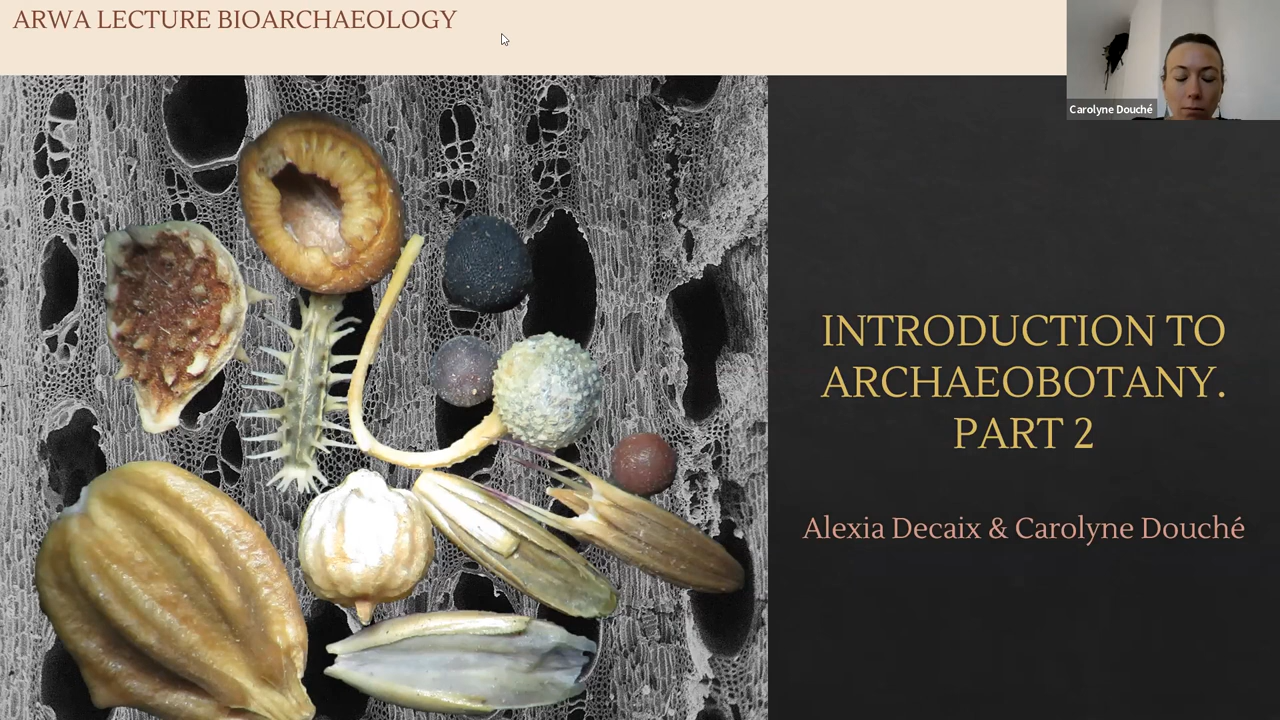 ARWA LECTURE BIOARCHAEOLOGY
Carolyne Douché
INTRODUCTION TO
ARCHAEOBOTANY.
PART 2
Alexia Decaix & Carolyne Douché